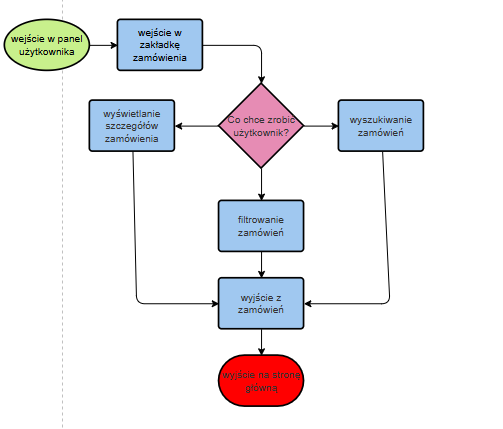 wejście w panel
użytkownika
wejście w
zakładkę
zamówienia
Co chce zrobić
użytkownik?
wyświetlanie
szczegółów
zamówienia
wyszukiwanie
zamówień
filtrowanie
zamówień
wyjście z
zamówień
wyjście na stronę
główną